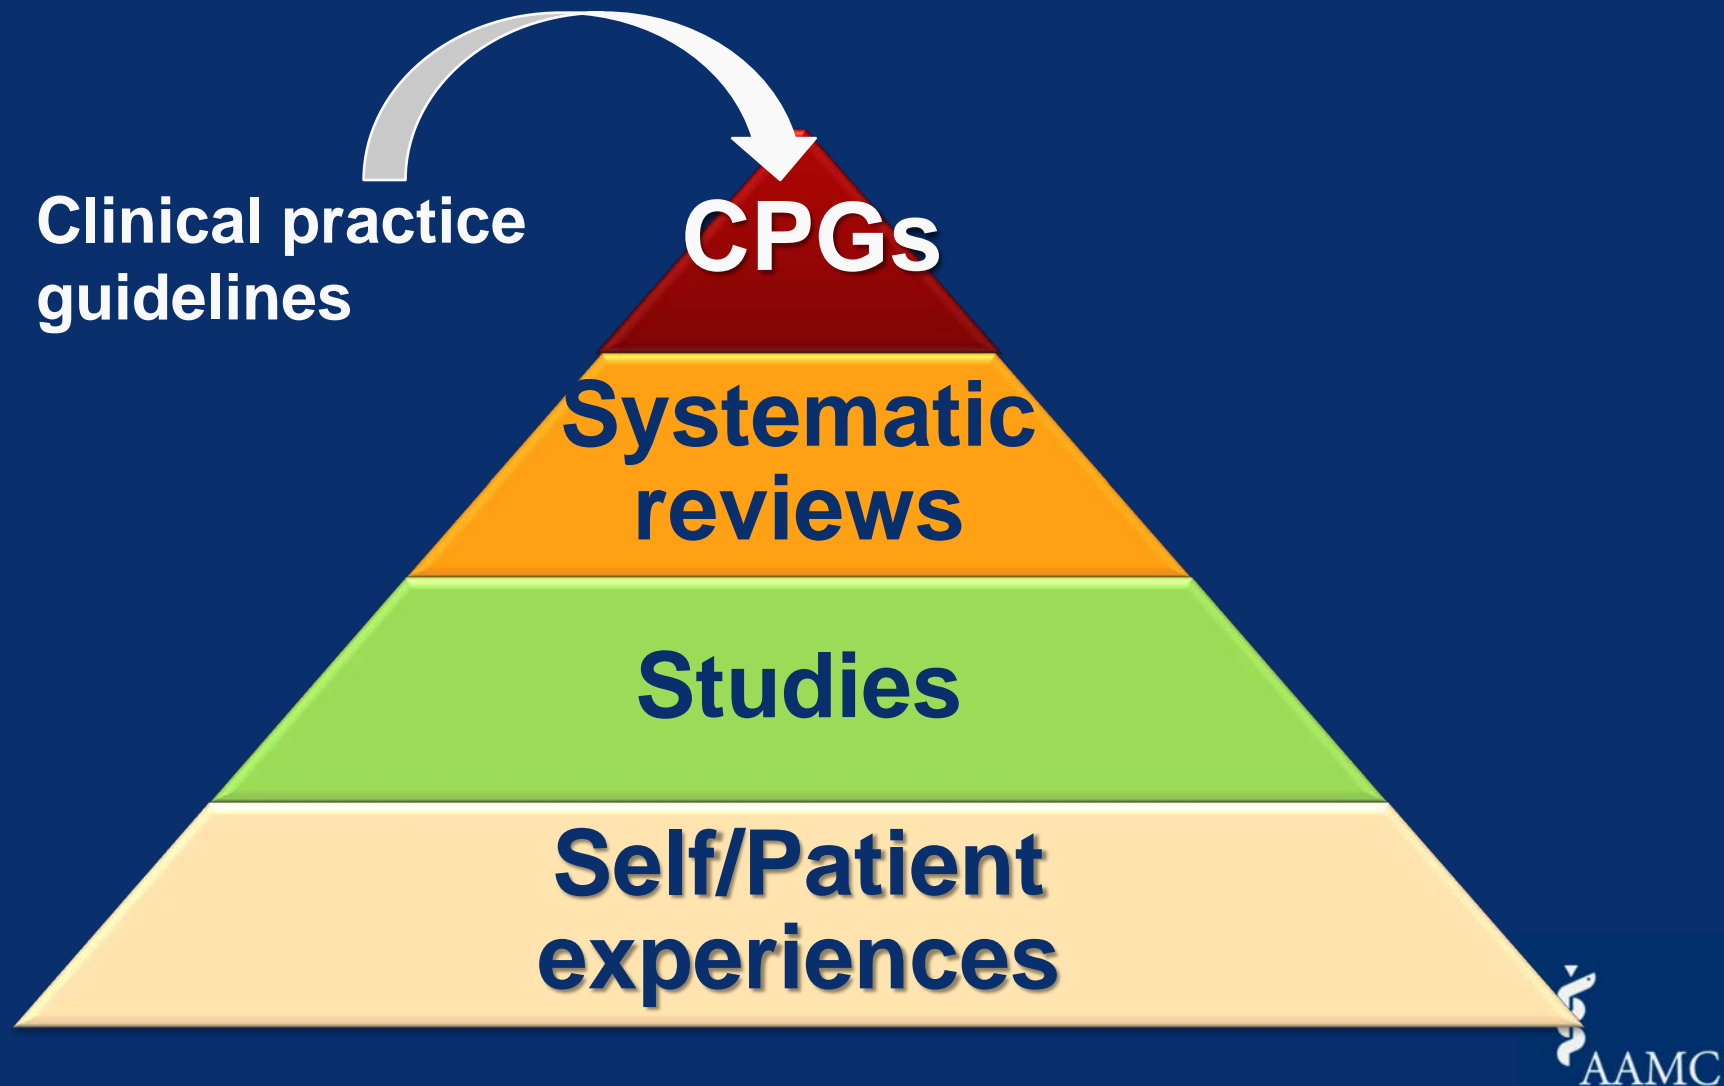 Clinical practice
guidelines
CPGs
Systematic
reviews
Studies
Self/Patient
experiences
AAMC